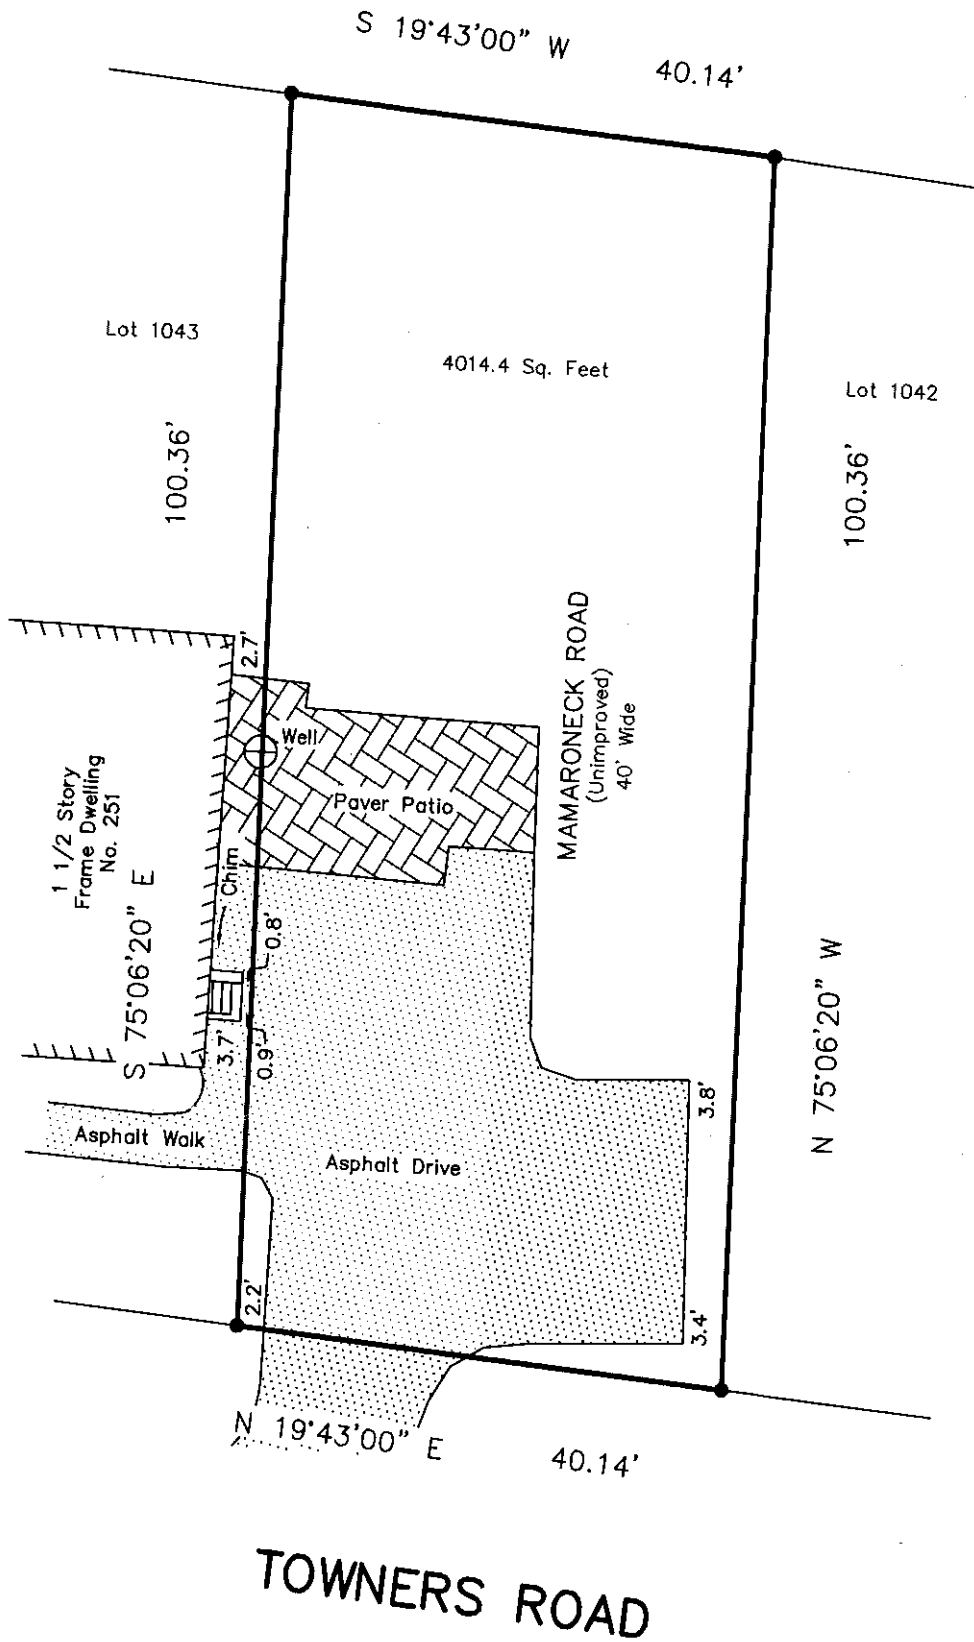 S 19°43'00" W
40.14'
Lot 1043
4014.4 Sq. Feet
Lot 1042
100.36'
100.36'
2.7'
MAMARONECK ROAD
(Unimproved)
40' Wide
Well
Paver Patio
1 1/2 Story
Frame Dwelling
No. 251
S 75°06'20" E
Chim
0.8'
3.7'
0.9'
N 75°06'20" W
3.8'
Asphalt Walk
Asphalt Drive
2.2'
3.4'
N 19°43'00" E
40.14'
TOWNERS ROAD